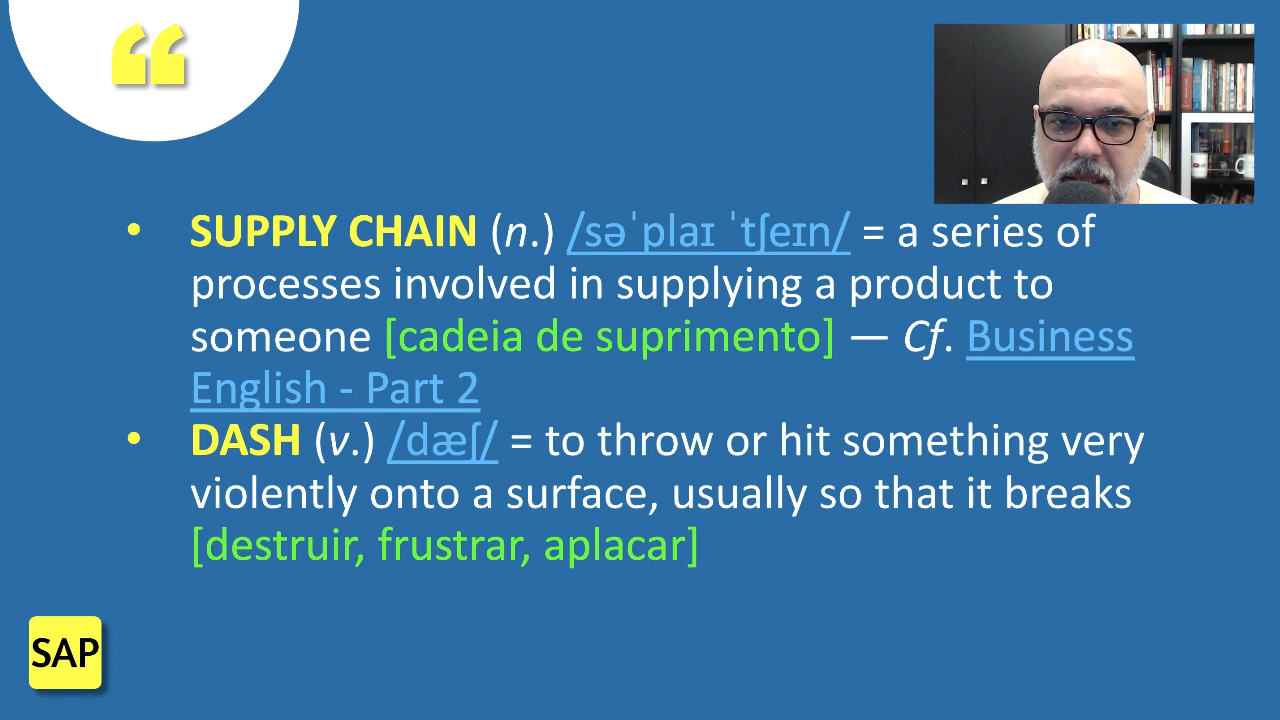 “
• SUPPLY CHAIN (n.) /səˈplaɪ ˈtʃeɪn/ = a series of
processes involved in supplying a product to
someone [cadeia de suprimento] — Cf. Business
English - Part 2
• DASH (v.) /dæʃ/ = to throw or hit something very
violently onto a surface, usually so that it breaks
[destruir, frustrar, aplacar]
SAP